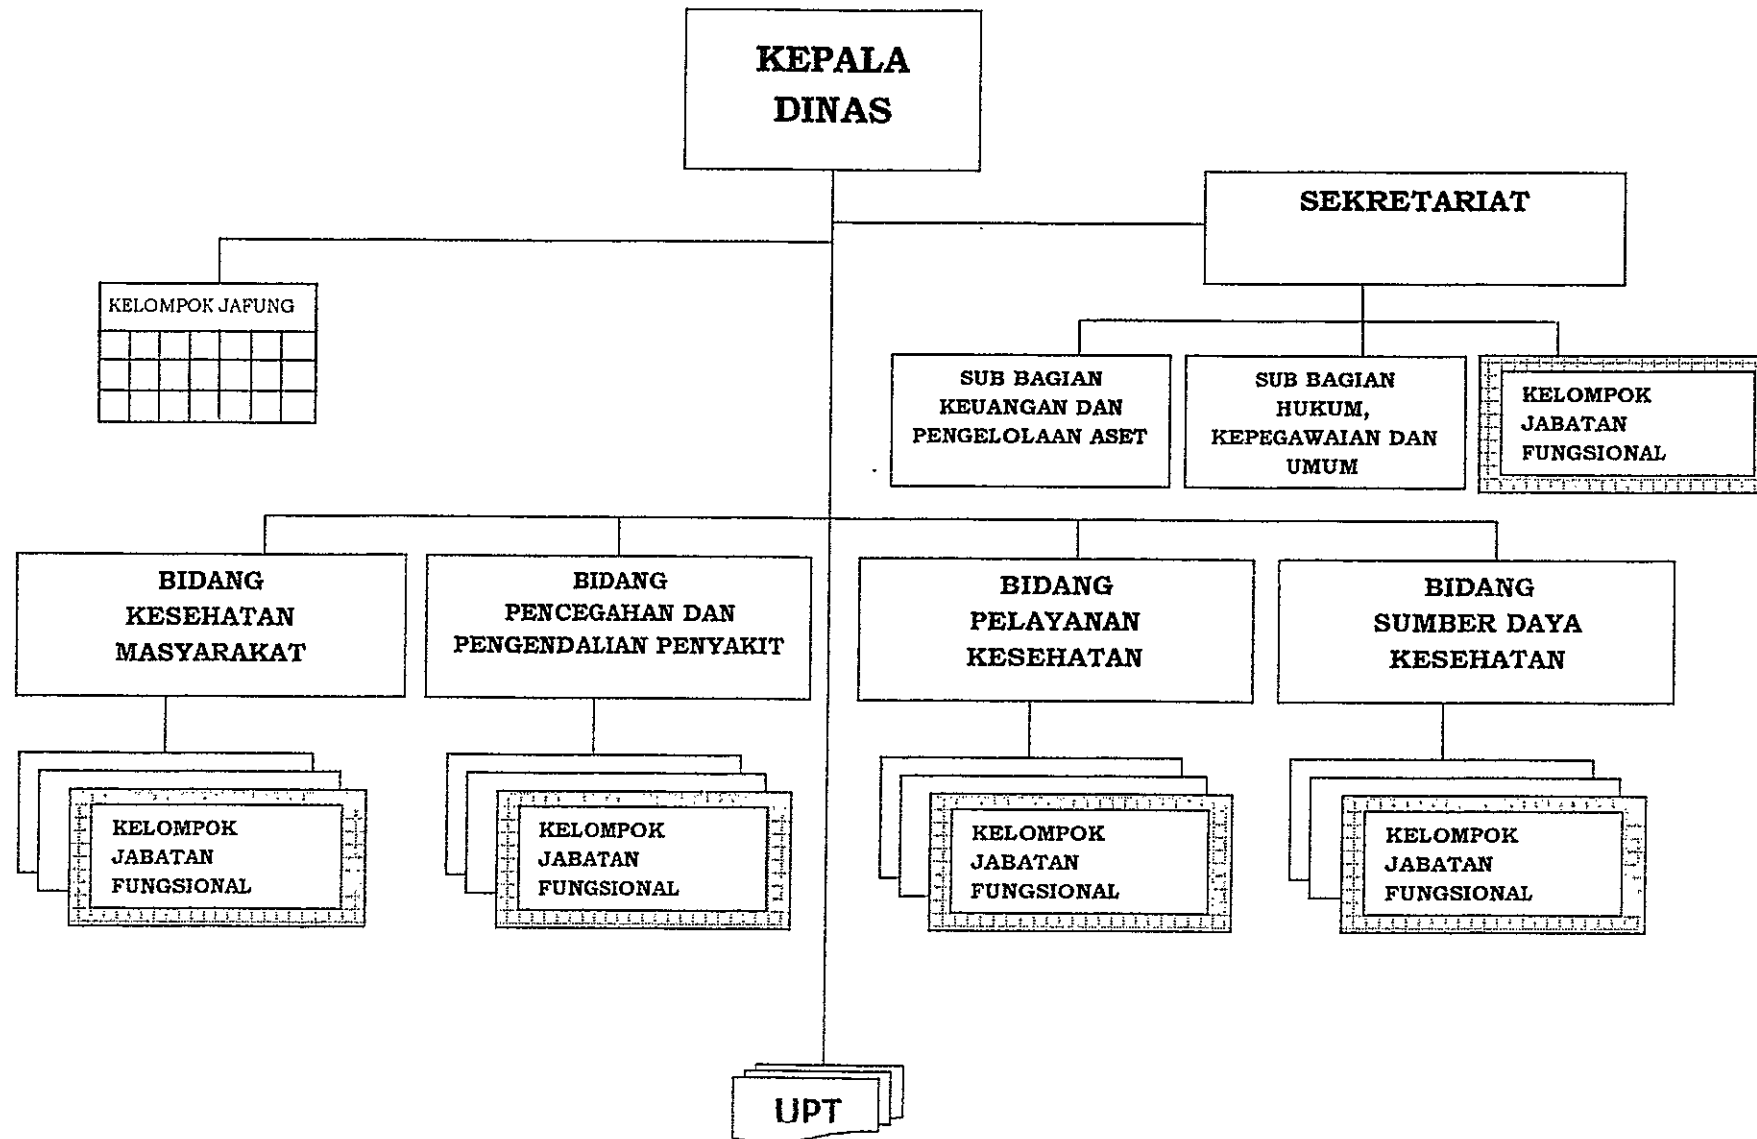 KEPALA
DINAS
SEKRETARIAT
KELOMPOK JAFUNG
SUB BAGIAN
KEUANGAN DAN
PENGELOLAAN ASET
SUB BAGIAN
HUKUM,
KEPEGAWAIAN DAN
UMUM
KELOMPOK
JABATAN
FUNGSIONAL
BIDANG
KESEHATAN
MASYARAKAT
BIDANG
PENCEGAHAN DAN
PENGENDALIAN PENYAKIT
BIDANG
PELAYANAN
KESEHATAN
BIDANG
SUMBER DAYA
KESEHATAN
KELOMPOK
JABATAN
FUNGSIONAL
KELOMPOK
JABATAN
FUNGSIONAL
KELOMPOK
JABATAN
FUNGSIONAL
KELOMPOK
JABATAN
FUNGSIONAL
UPT